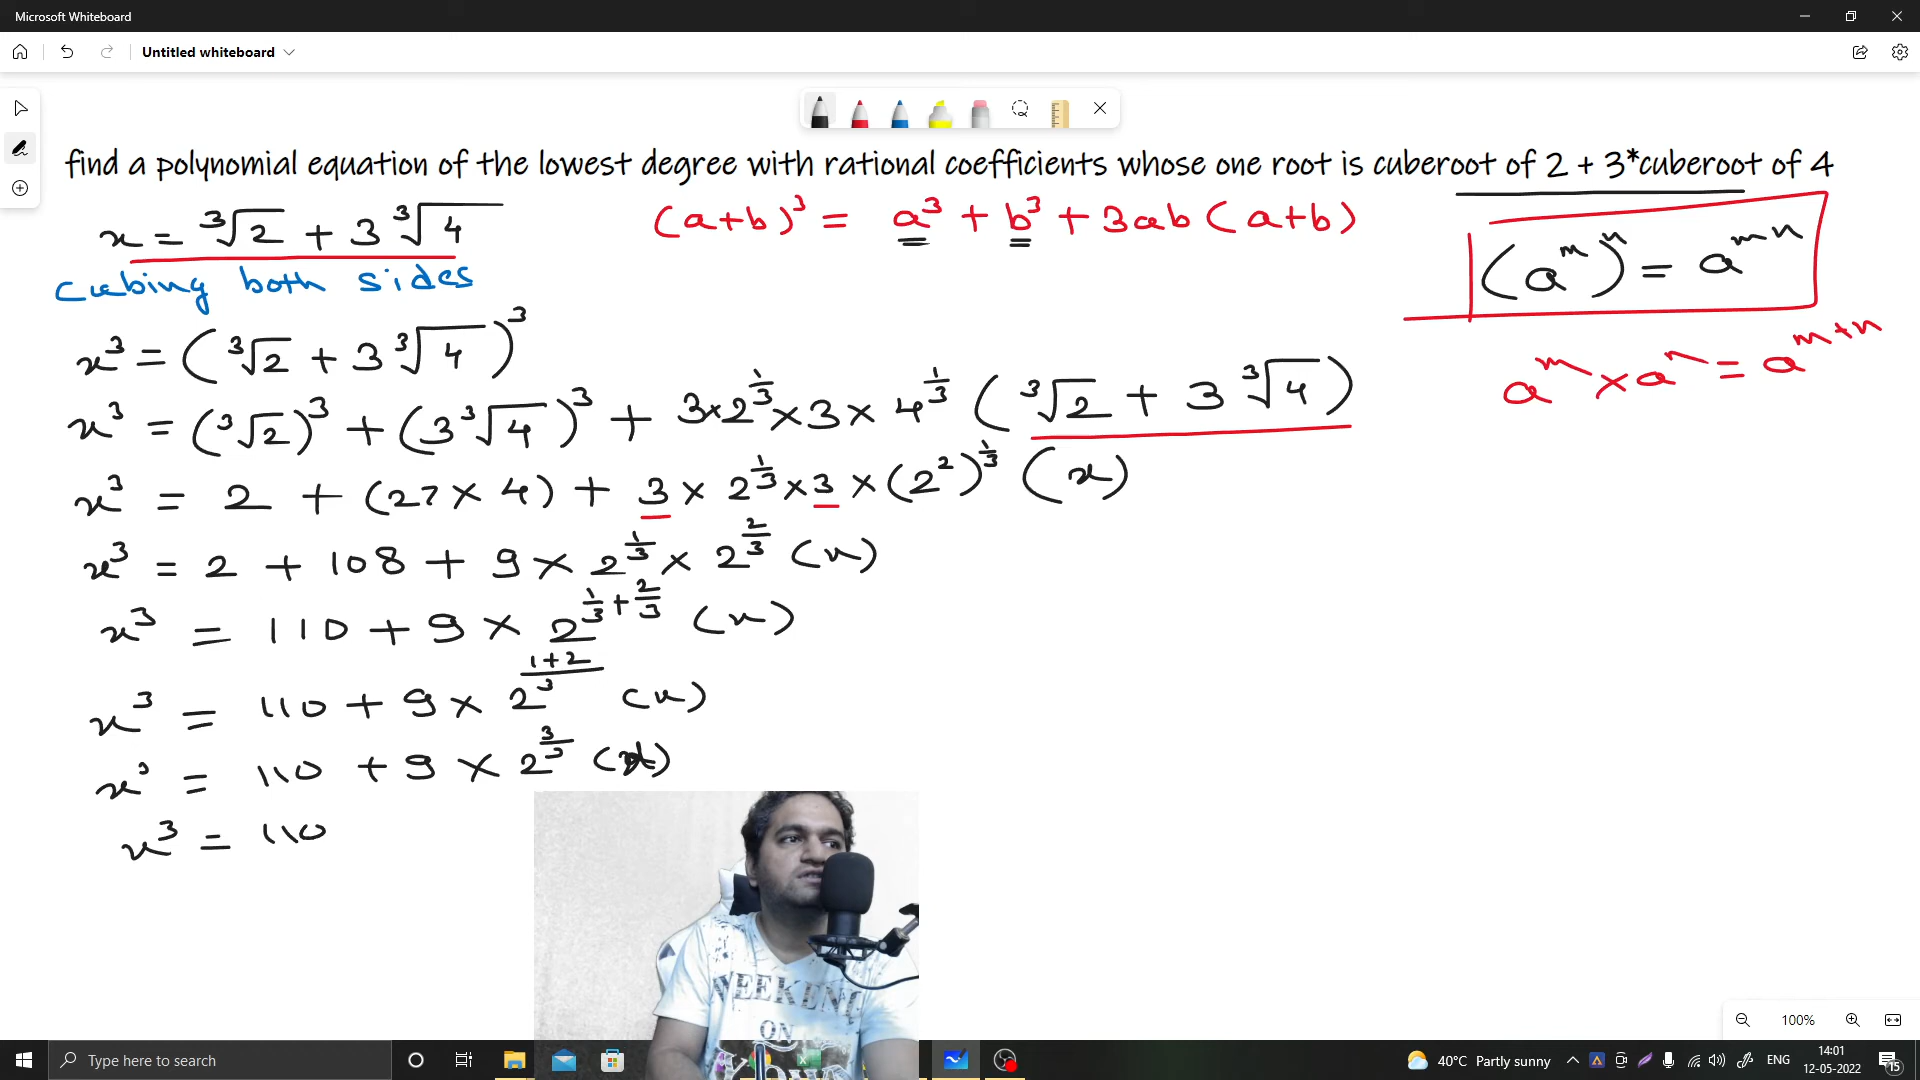 Microsoft Whiteboard
Untitled whiteboard
find a polynomial equation of the lowest degree with rational coefficients whose one root is cuberoot of 2 + 3*cuberoot of 4
x = ∛2 + 3∛4
(a+b)³ = a³ + b³ + 3ab(a+b)
(a^m)^n = a^mn
cubing both sides
a^m × a^n = a^m+n
x³ = (∛2 + 3∛4)³
x³ = (∛2)³ + (3∛4)³ + 3×2^1/3 × 3 × 4^1/3 (∛2 + 3∛4)
x³ = 2 + (27×4) + 3 × 2^1/3 × 3 × (2²)^1/3 (x)
x³ = 2 + 108 + 9 × 2^1/3 × 2^2/3 (x)
x³ = 110 + 9 × 2^1/3+2/3 (x)
x³ = 110 + 9 × 2^1+2/3 (x)
x³ = 110 + 9 × 2^3/3 (x)
x³ = 110
WEEKEND
ON
100%
Type here to search
40°C Partly sunny
ENG
14:01
12-05-2022
15